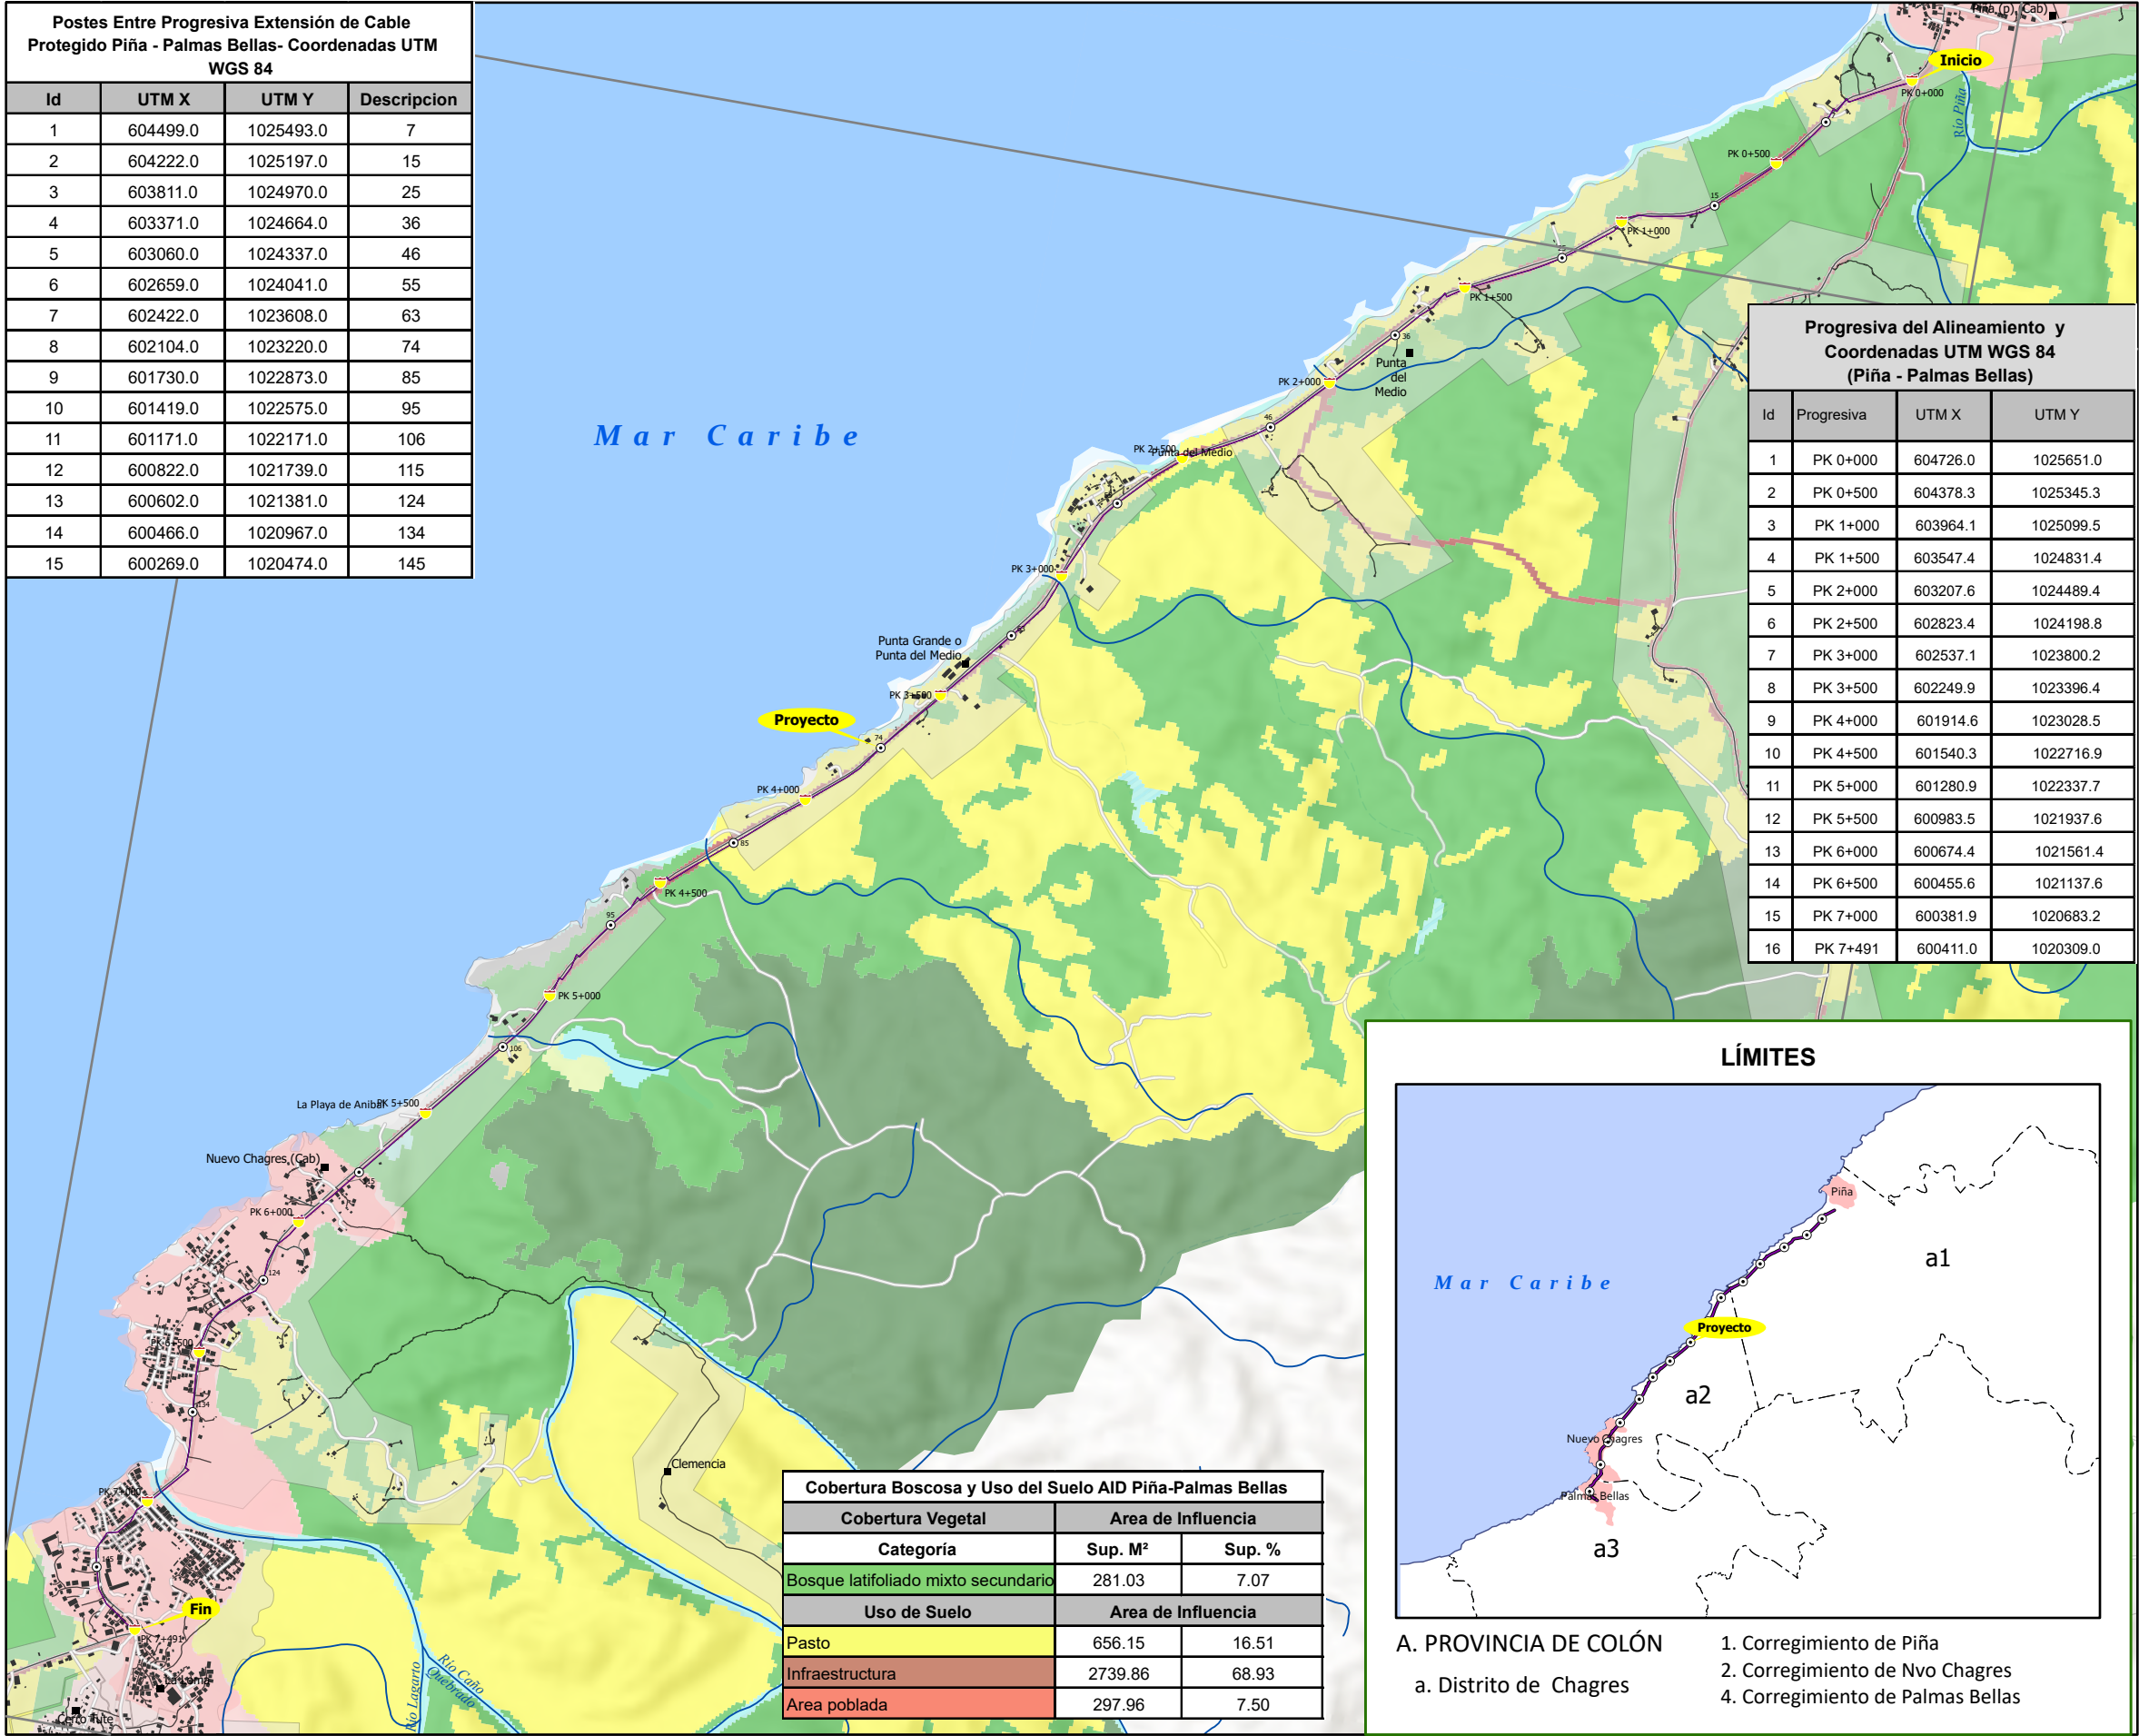 Postes Entre Progresiva Extensión de Cable
Protegido Piña - Palmas Bellas- Coordenadas UTM
WGS 84
Id UTM X UTM Y Descripcion
1 604499.0 1025493.0 7
2 604222.0 1025197.0 15
3 603811.0 1024970.0 25
4 603371.0 1024664.0 36
5 603060.0 1024337.0 46
6 602659.0 1024041.0 55
7 602422.0 1023608.0 63
8 602104.0 1023220.0 74
9 601730.0 1022873.0 85
10 601419.0 1022575.0 95
11 601171.0 1022171.0 106
12 600822.0 1021739.0 115
13 600602.0 1021381.0 124
14 600466.0 1020967.0 134
15 600269.0 1020474.0 145
Piña (p) (Cab)
Inicio
PK 0+000
Río Piña
7
PK 0+500
15
PK 1+000
25
PK 1+500
36
Punta
del
Medio
PK 2+000
46
PK 2+500
Punta del Medio
Mar Caribe
PK 3+000
Punta Grande o
Punta del Medio
PK 3+500
Proyecto
74
PK 4+000
85
PK 4+500
95
PK 5+000
106
La Playa de Anibal
PK 5+500
Nuevo Chagres (Cab)
115
PK 6+000
124
PK 6+500
134
PK 7+000
145
Fin
PK 7+491
La Loma
Cerro Tute
Río Lagarto
Río Caño
Quebrado
Clemencia
Progresiva del Alineamiento y
Coordenadas UTM WGS 84
(Piña - Palmas Bellas)
Id Progresiva UTM X UTM Y
1 PK 0+000 604726.0 1025651.0
2 PK 0+500 604378.3 1025345.3
3 PK 1+000 603964.1 1025099.5
4 PK 1+500 603547.4 1024831.4
5 PK 2+000 603207.6 1024489.4
6 PK 2+500 602823.4 1024198.8
7 PK 3+000 602537.1 1023800.2
8 PK 3+500 602249.9 1023396.4
9 PK 4+000 601914.6 1023028.5
10 PK 4+500 601540.3 1022716.9
11 PK 5+000 601280.9 1022337.7
12 PK 5+500 600983.5 1021937.6
13 PK 6+000 600674.4 1021561.4
14 PK 6+500 600455.6 1021137.6
15 PK 7+000 600381.9 1020683.2
16 PK 7+491 600411.0 1020309.0
Cobertura Boscosa y Uso del Suelo AID Piña-Palmas Bellas
Cobertura Vegetal Area de Influencia
Categoría Sup. M² Sup. %
Bosque latifoliado mixto secundario 281.03 7.07
Uso de Suelo Area de Influencia
Pasto 656.15 16.51
Infraestructura 2739.86 68.93
Area poblada 297.96 7.50
LÍMITES
Piña
a1
Mar Caribe
Proyecto
a2
Nuevo Chagres
Palmas Bellas
a3
A. PROVINCIA DE COLÓN
a. Distrito de Chagres
1. Corregimiento de Piña
2. Corregimiento de Nvo Chagres
4. Corregimiento de Palmas Bellas